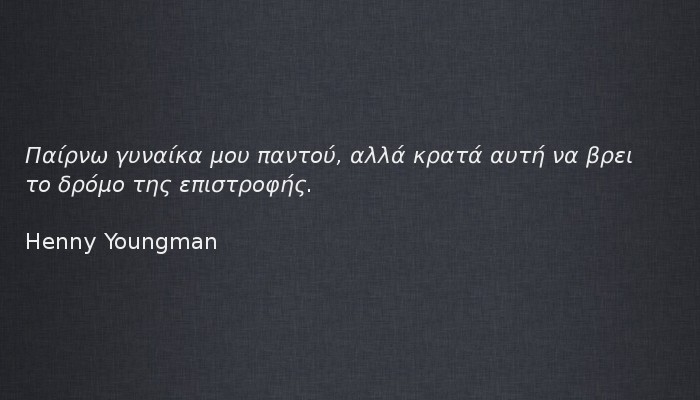 Παίρνω γυναίκα μου παντού, αλλά κρατά αυτή να βρει
το δρόμο της επιστροφής.
Henny Youngman